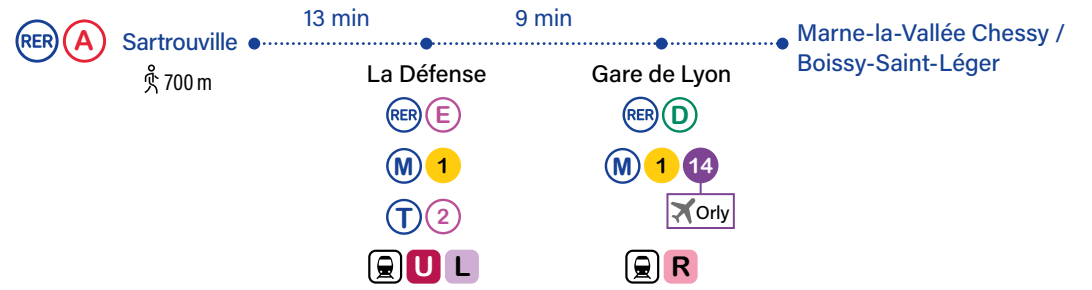 13 min 9 min
RER A Sartrouville Marne-la-Vallée Chessy /
Boissy-Saint-Léger
700 m
La Défense Gare de Lyon
RER E RER D
M 1 M 1 14
T 2 Orly
U L R